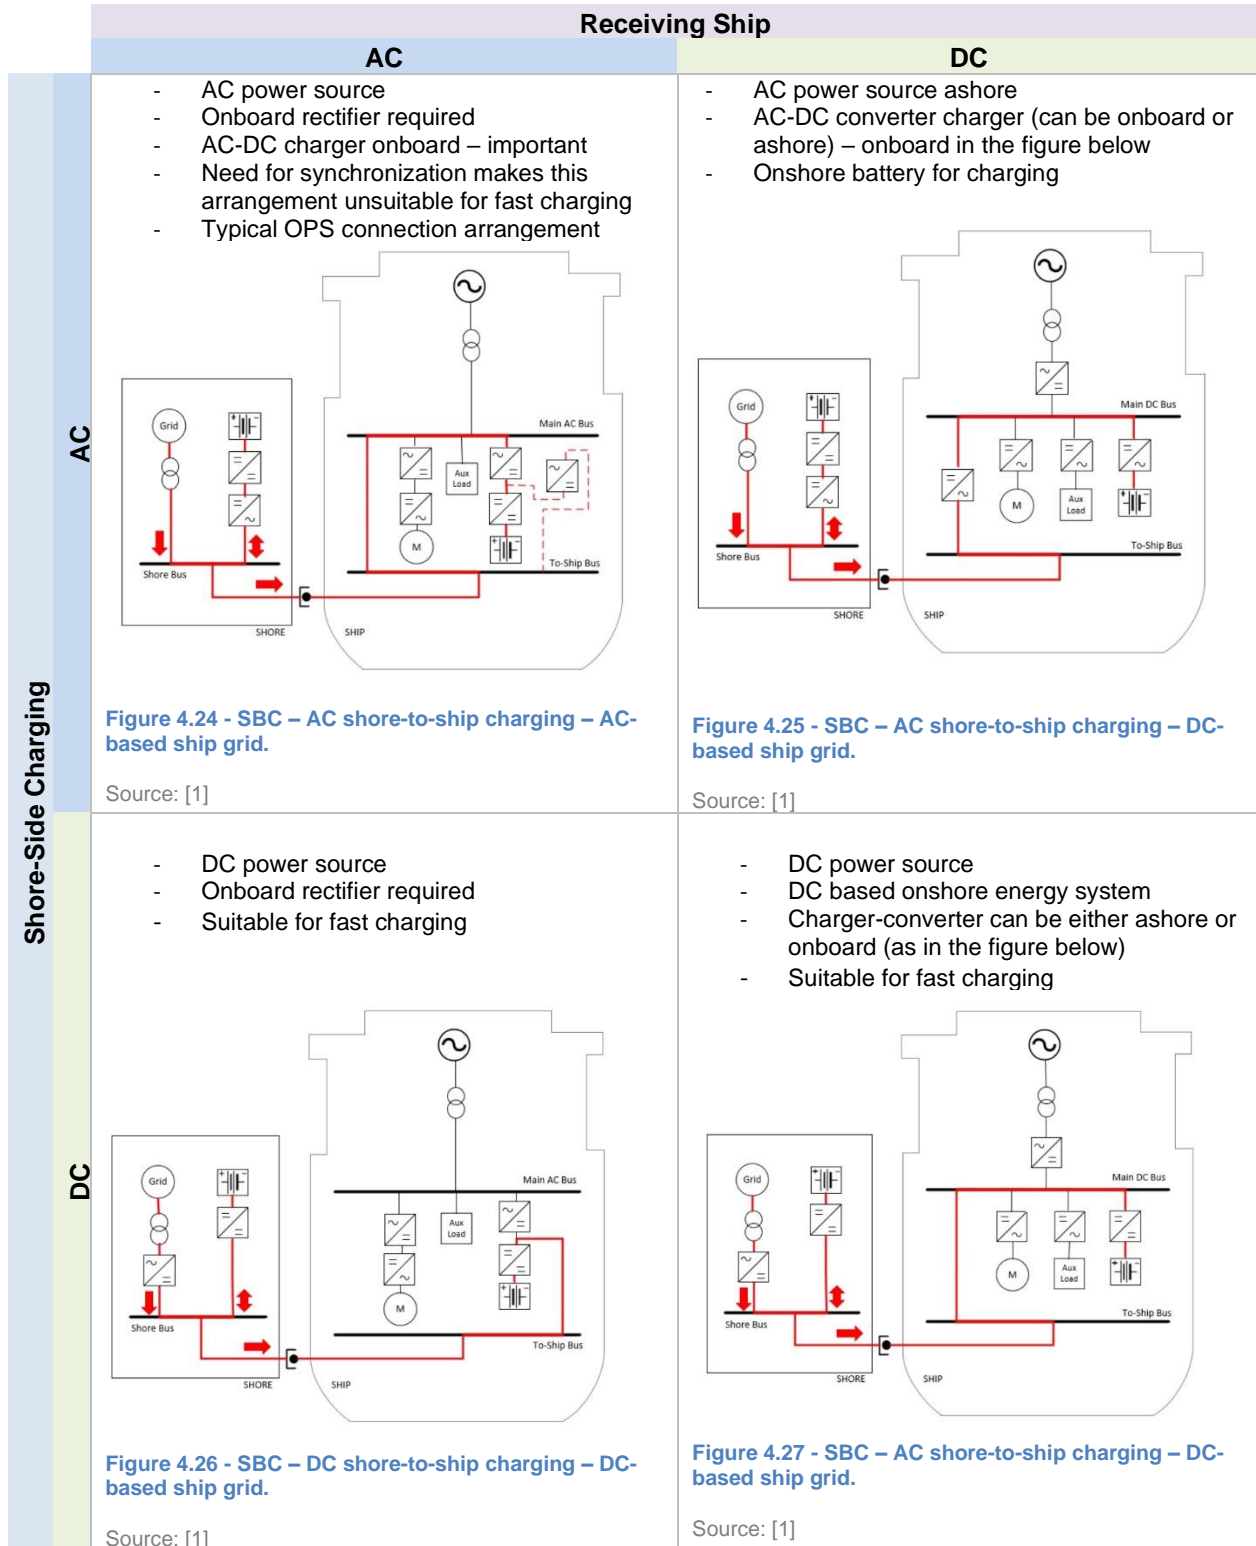 Receiving Ship
AC
DC
Shore-Side Charging
AC
- AC power source
- Onboard rectifier required
- AC-DC charger onboard – important
- Need for synchronization makes this
arrangement unsuitable for fast charging
- Typical OPS connection arrangement
Grid
Shore Bus
SHORE
SHIP
Main AC Bus
Aux
Load
M
To-Ship Bus
Figure 4.24 - SBC – AC shore-to-ship charging – AC-
based ship grid.
Source: [1]
- AC power source ashore
- AC-DC converter charger (can be onboard or
ashore) – onboard in the figure below
- Onshore battery for charging
Grid
Shore Bus
SHORE
SHIP
Main DC Bus
M
Aux
Load
To-Ship Bus
Figure 4.25 - SBC – AC shore-to-ship charging – DC-
based ship grid.
Source: [1]
DC
- DC power source
- Onboard rectifier required
- Suitable for fast charging
Grid
Shore Bus
SHORE
SHIP
Main AC Bus
Aux
Load
M
To-Ship Bus
Figure 4.26 - SBC – DC shore-to-ship charging – DC-
based ship grid.
Source: [1]
- DC power source
- DC based onshore energy system
- Charger-converter can be either ashore or
onboard (as in the figure below)
- Suitable for fast charging
Grid
Shore Bus
SHORE
SHIP
Main DC Bus
M
Aux
Load
To-Ship Bus
Figure 4.27 - SBC – AC shore-to-ship charging – DC-
based ship grid.
Source: [1]